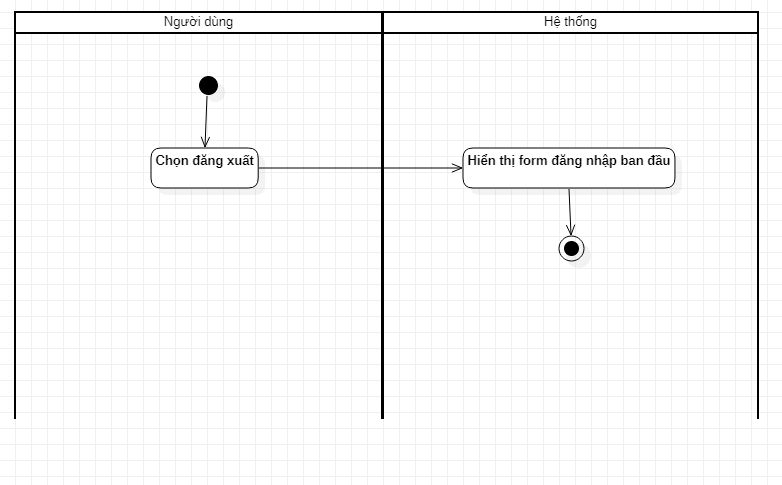 Người dùng
Hệ thống
Chọn đăng xuất
Hiển thị form đăng nhập ban đầu